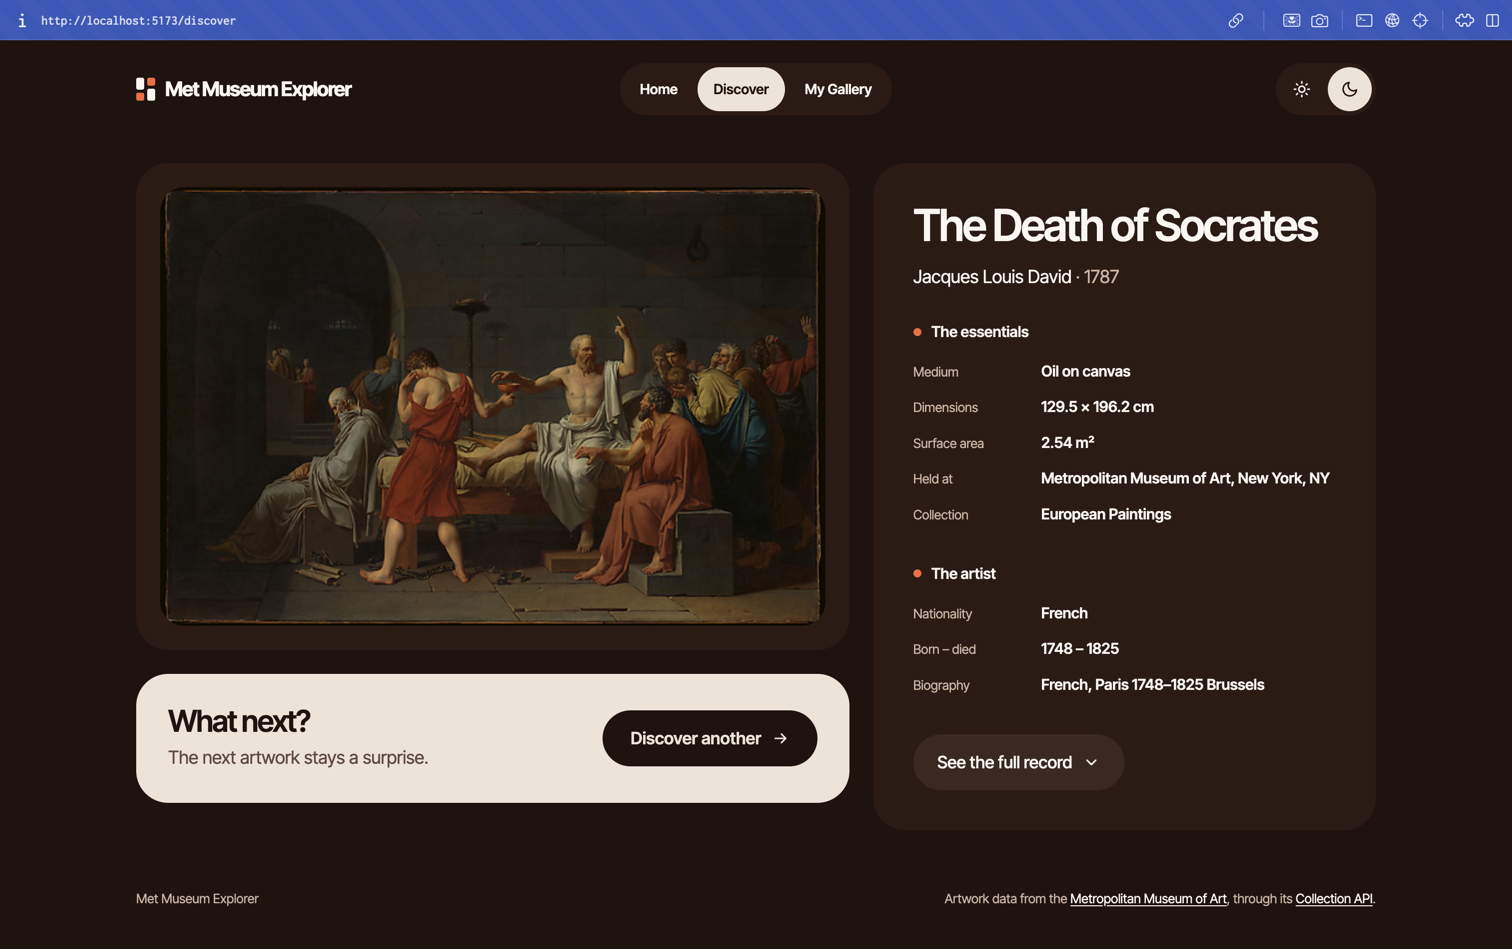 http://localhost:5173/discover
Met Museum Explorer
Home
Discover
My Gallery
The Death of Socrates
Jacques Louis David · 1787
The essentials
Medium Oil on canvas
Dimensions 129.5 × 196.2 cm
Surface area 2.54 m²
Held at Metropolitan Museum of Art, New York, NY
Collection European Paintings
The artist
Nationality French
Born – died 1748 – 1825
Biography French, Paris 1748–1825 Brussels
See the full record
What next?
The next artwork stays a surprise.
Discover another
Met Museum Explorer
Artwork data from the Metropolitan Museum of Art, through its Collection API.